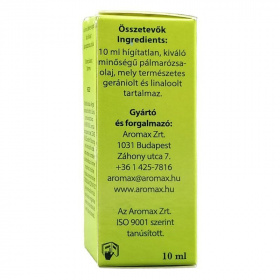 Összetevők
Ingredients:
10 ml hígítatlan, kiváló
minőségű pálmarózsa-
olaj, mely természetes
gerániolt és linaloolt
tartalmaz.
Gyártó
és forgalmazó:
Aromax Zrt.
1031 Budapest
Záhony utca 7.
+36 1 425-7816
aromax@aromax.hu
www.aromax.hu
Az Aromax Zrt.
ISO 9001 szerint
tanúsított.
10 ml